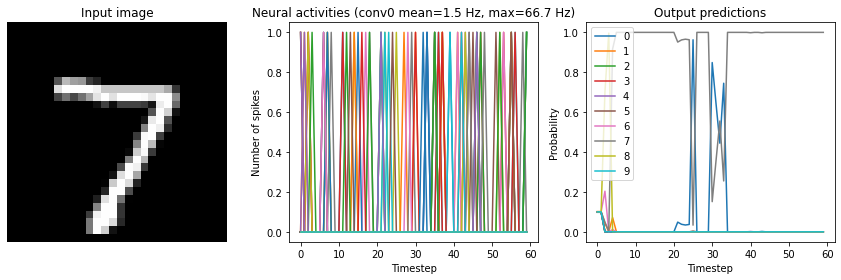 Input image
7
Neural activities (conv0 mean=1.5 Hz, max=66.7 Hz)
Number of spikes
1.0
0.8
0.6
0.4
0.2
0.0
0 10 20 30 40 50 60
Timestep
Output predictions
Probability
1.0
0.8
0.6
0.4
0.2
0.0
0
1
2
3
4
5
6
7
8
9
0 10 20 30 40 50 60
Timestep